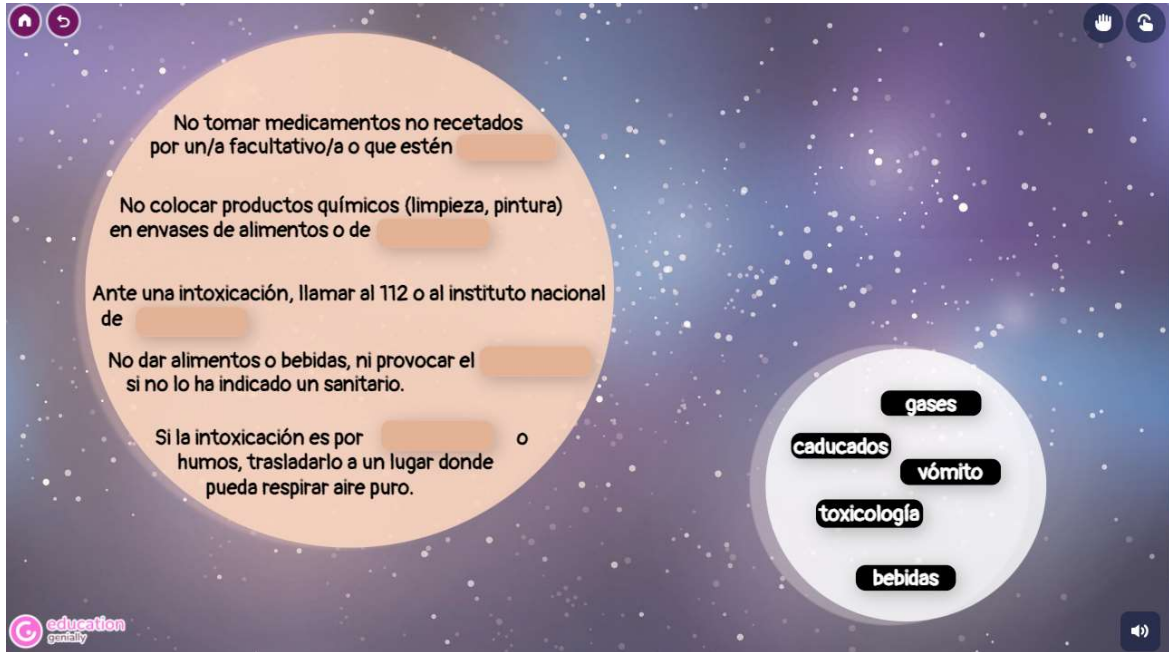 No tomar medicamentos no recetados
por un/a facultativo/a o que estén
No colocar productos químicos (limpieza, pintura)
en envases de alimentos o de
Ante una intoxicación, llamar al 112 o al instituto nacional
de
No dar alimentos o bebidas, ni provocar el
si no lo ha indicado un sanitario.
Si la intoxicación es por o
humos, trasladarlo a un lugar donde
pueda respirar aire puro.
gases
caducados
vómito
toxicología
bebidas
education
genially